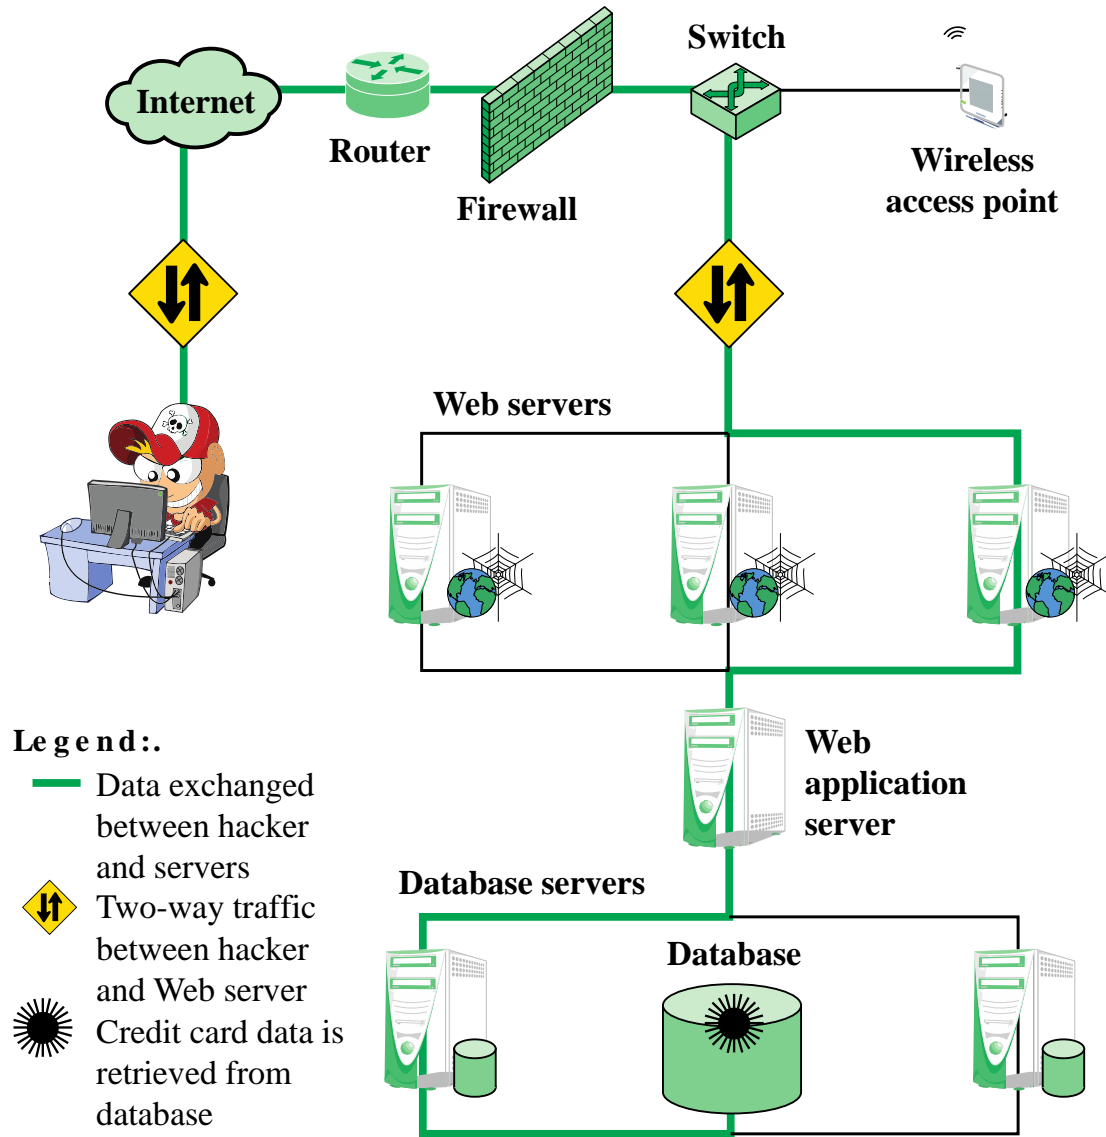 Switch
Internet
Router
Wireless
access point
Firewall
Web servers
Legend:.
Data exchanged
between hacker
and servers
Two-way traffic
between hacker
and Web server
Credit card data is
retrieved from
database
Web
application
server
Database servers
Database